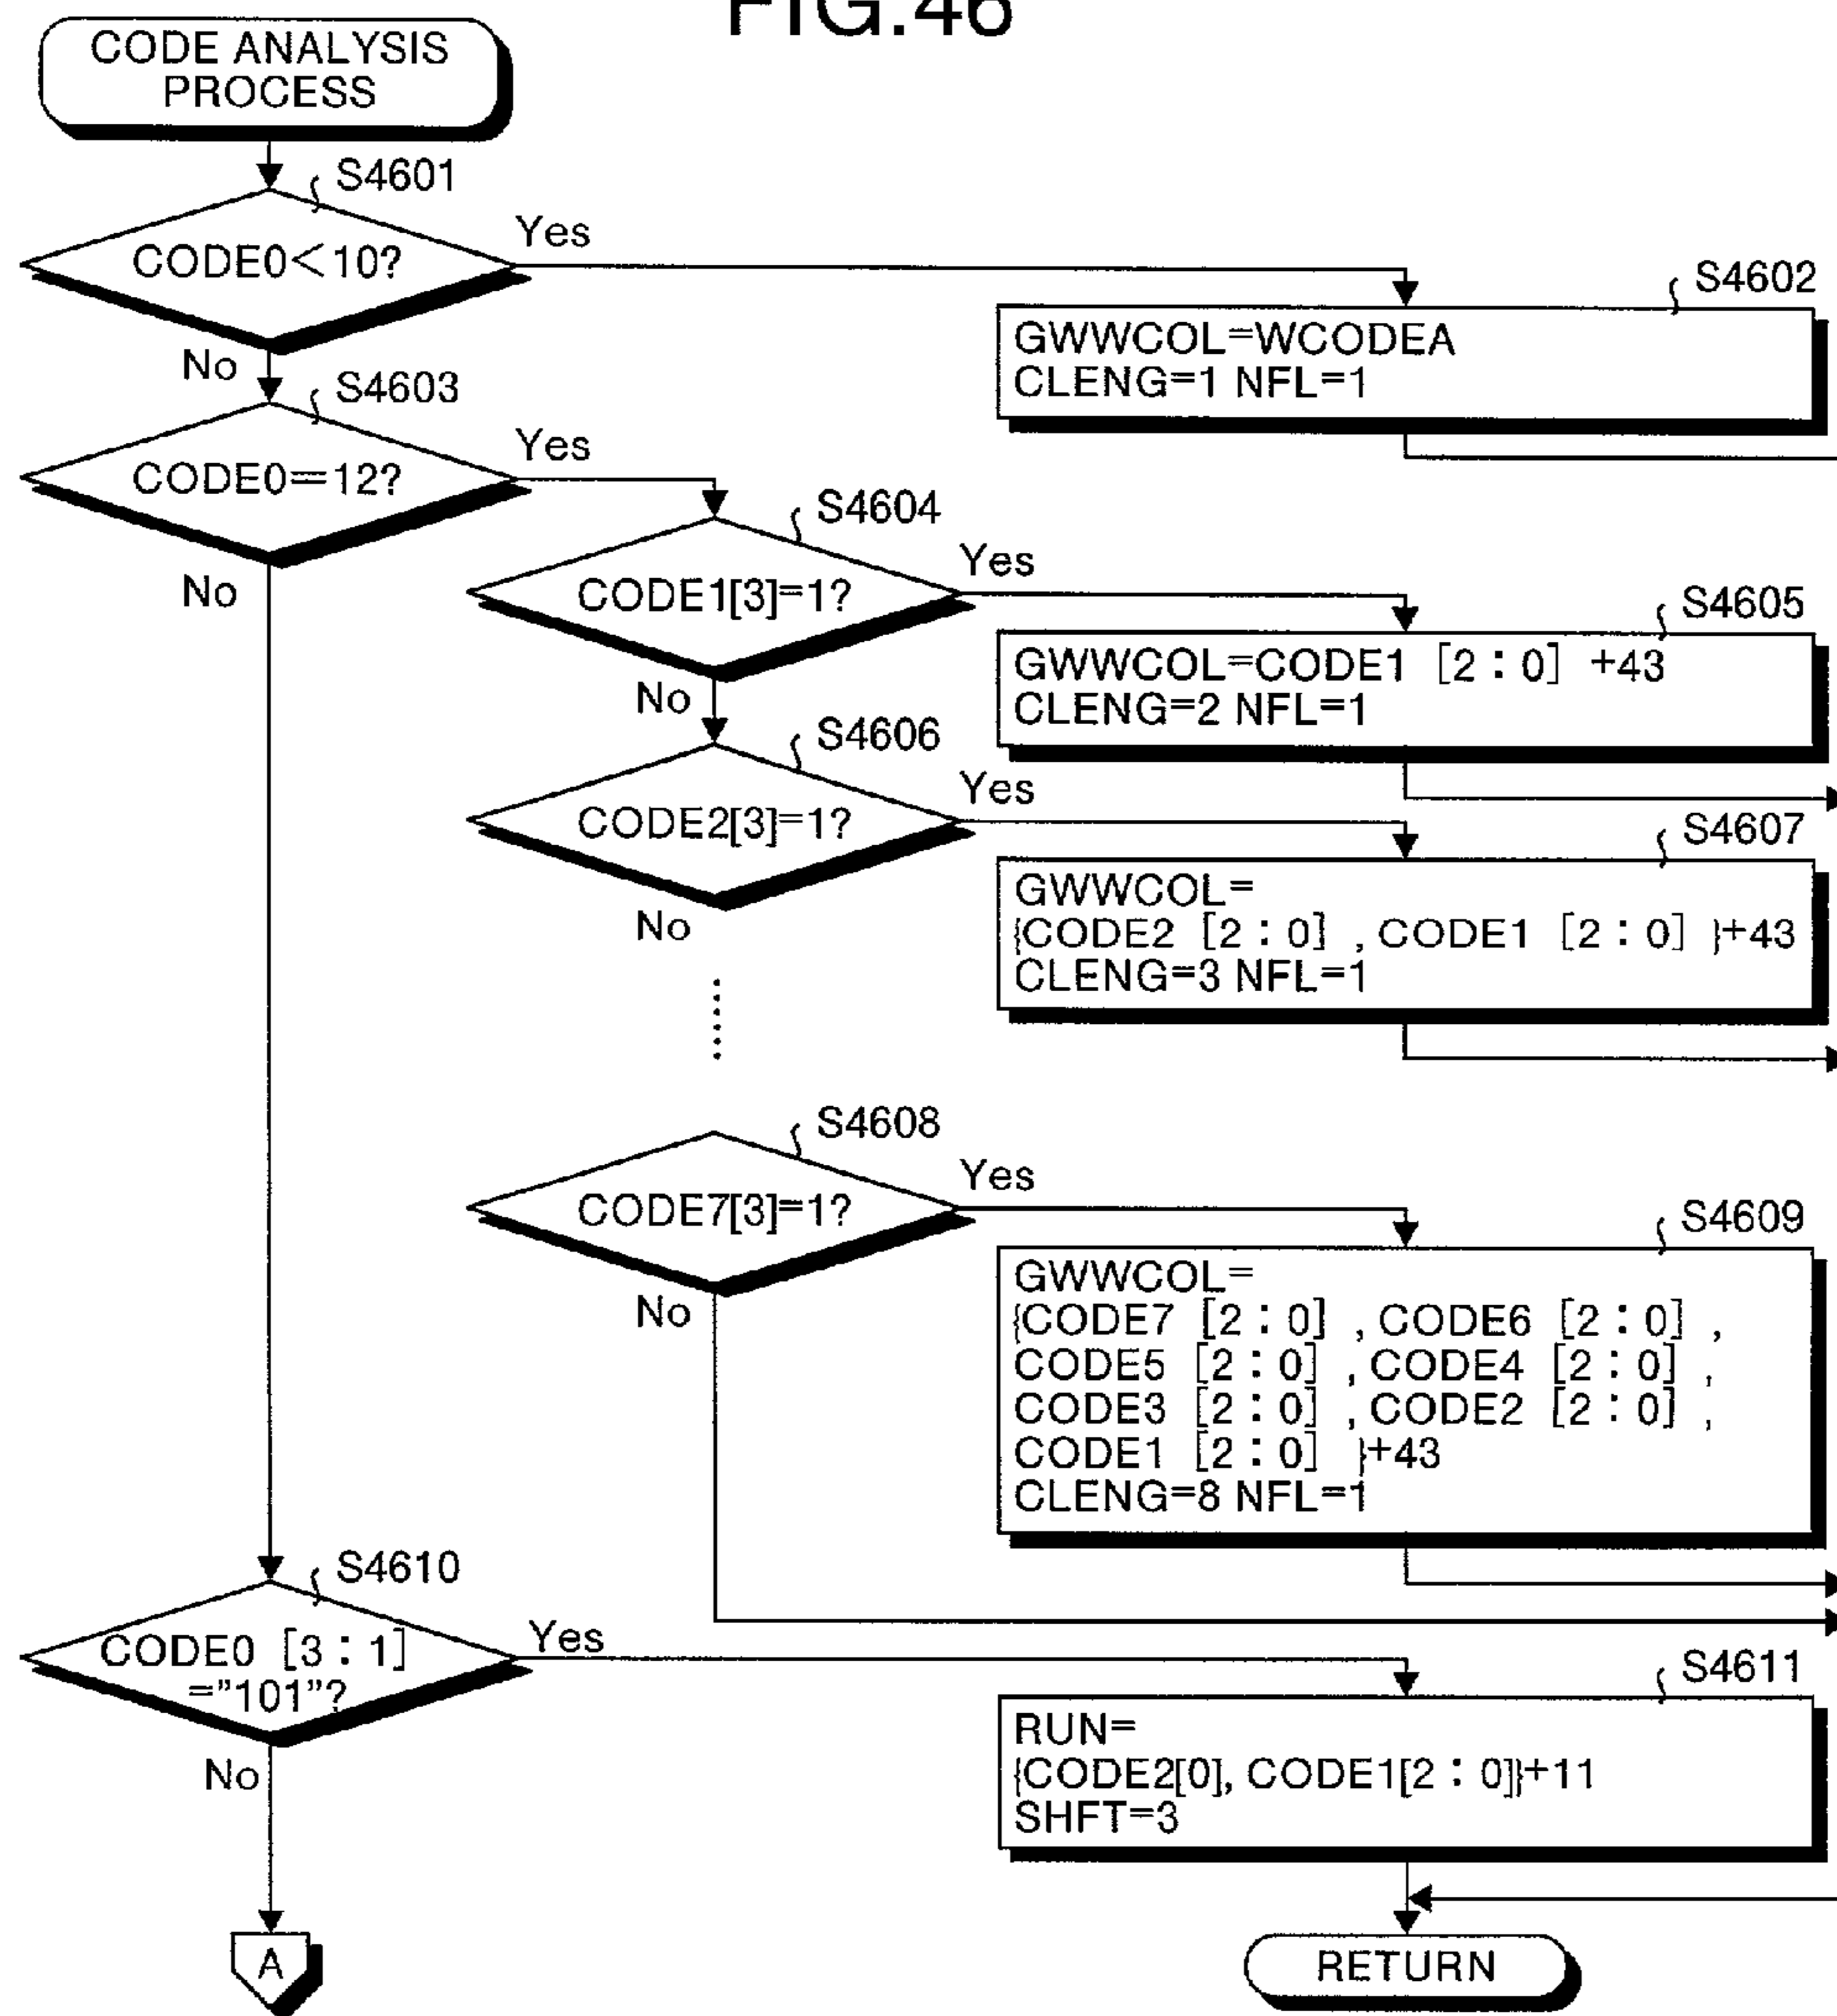 FIG.46
CODE ANALYSIS
PROCESS
S4601
CODE0<10?
Yes
No
S4602
GWWCOL=WCODEA
CLENG=1 NFL=1
S4603
CODE0=12?
Yes
No
S4604
CODE1[3]=1?
Yes
No
S4605
GWWCOL=CODE1 [2:0] +43
CLENG=2 NFL=1
S4606
CODE2[3]=1?
Yes
No
S4607
GWWCOL=
{CODE2 [2:0] , CODE1 [2:0] }+43
CLENG=3 NFL=1
S4608
CODE7[3]=1?
Yes
No
S4609
GWWCOL=
{CODE7 [2:0] , CODE6 [2:0] ,
CODE5 [2:0] , CODE4 [2:0] ,
CODE3 [2:0] , CODE2 [2:0] ,
CODE1 [2:0] }+43
CLENG=8 NFL=1
S4610
CODE0 [3:1]
="101"?
Yes
No
S4611
RUN=
{CODE2[0], CODE1[2:0]}+11
SHFT=3
A
RETURN